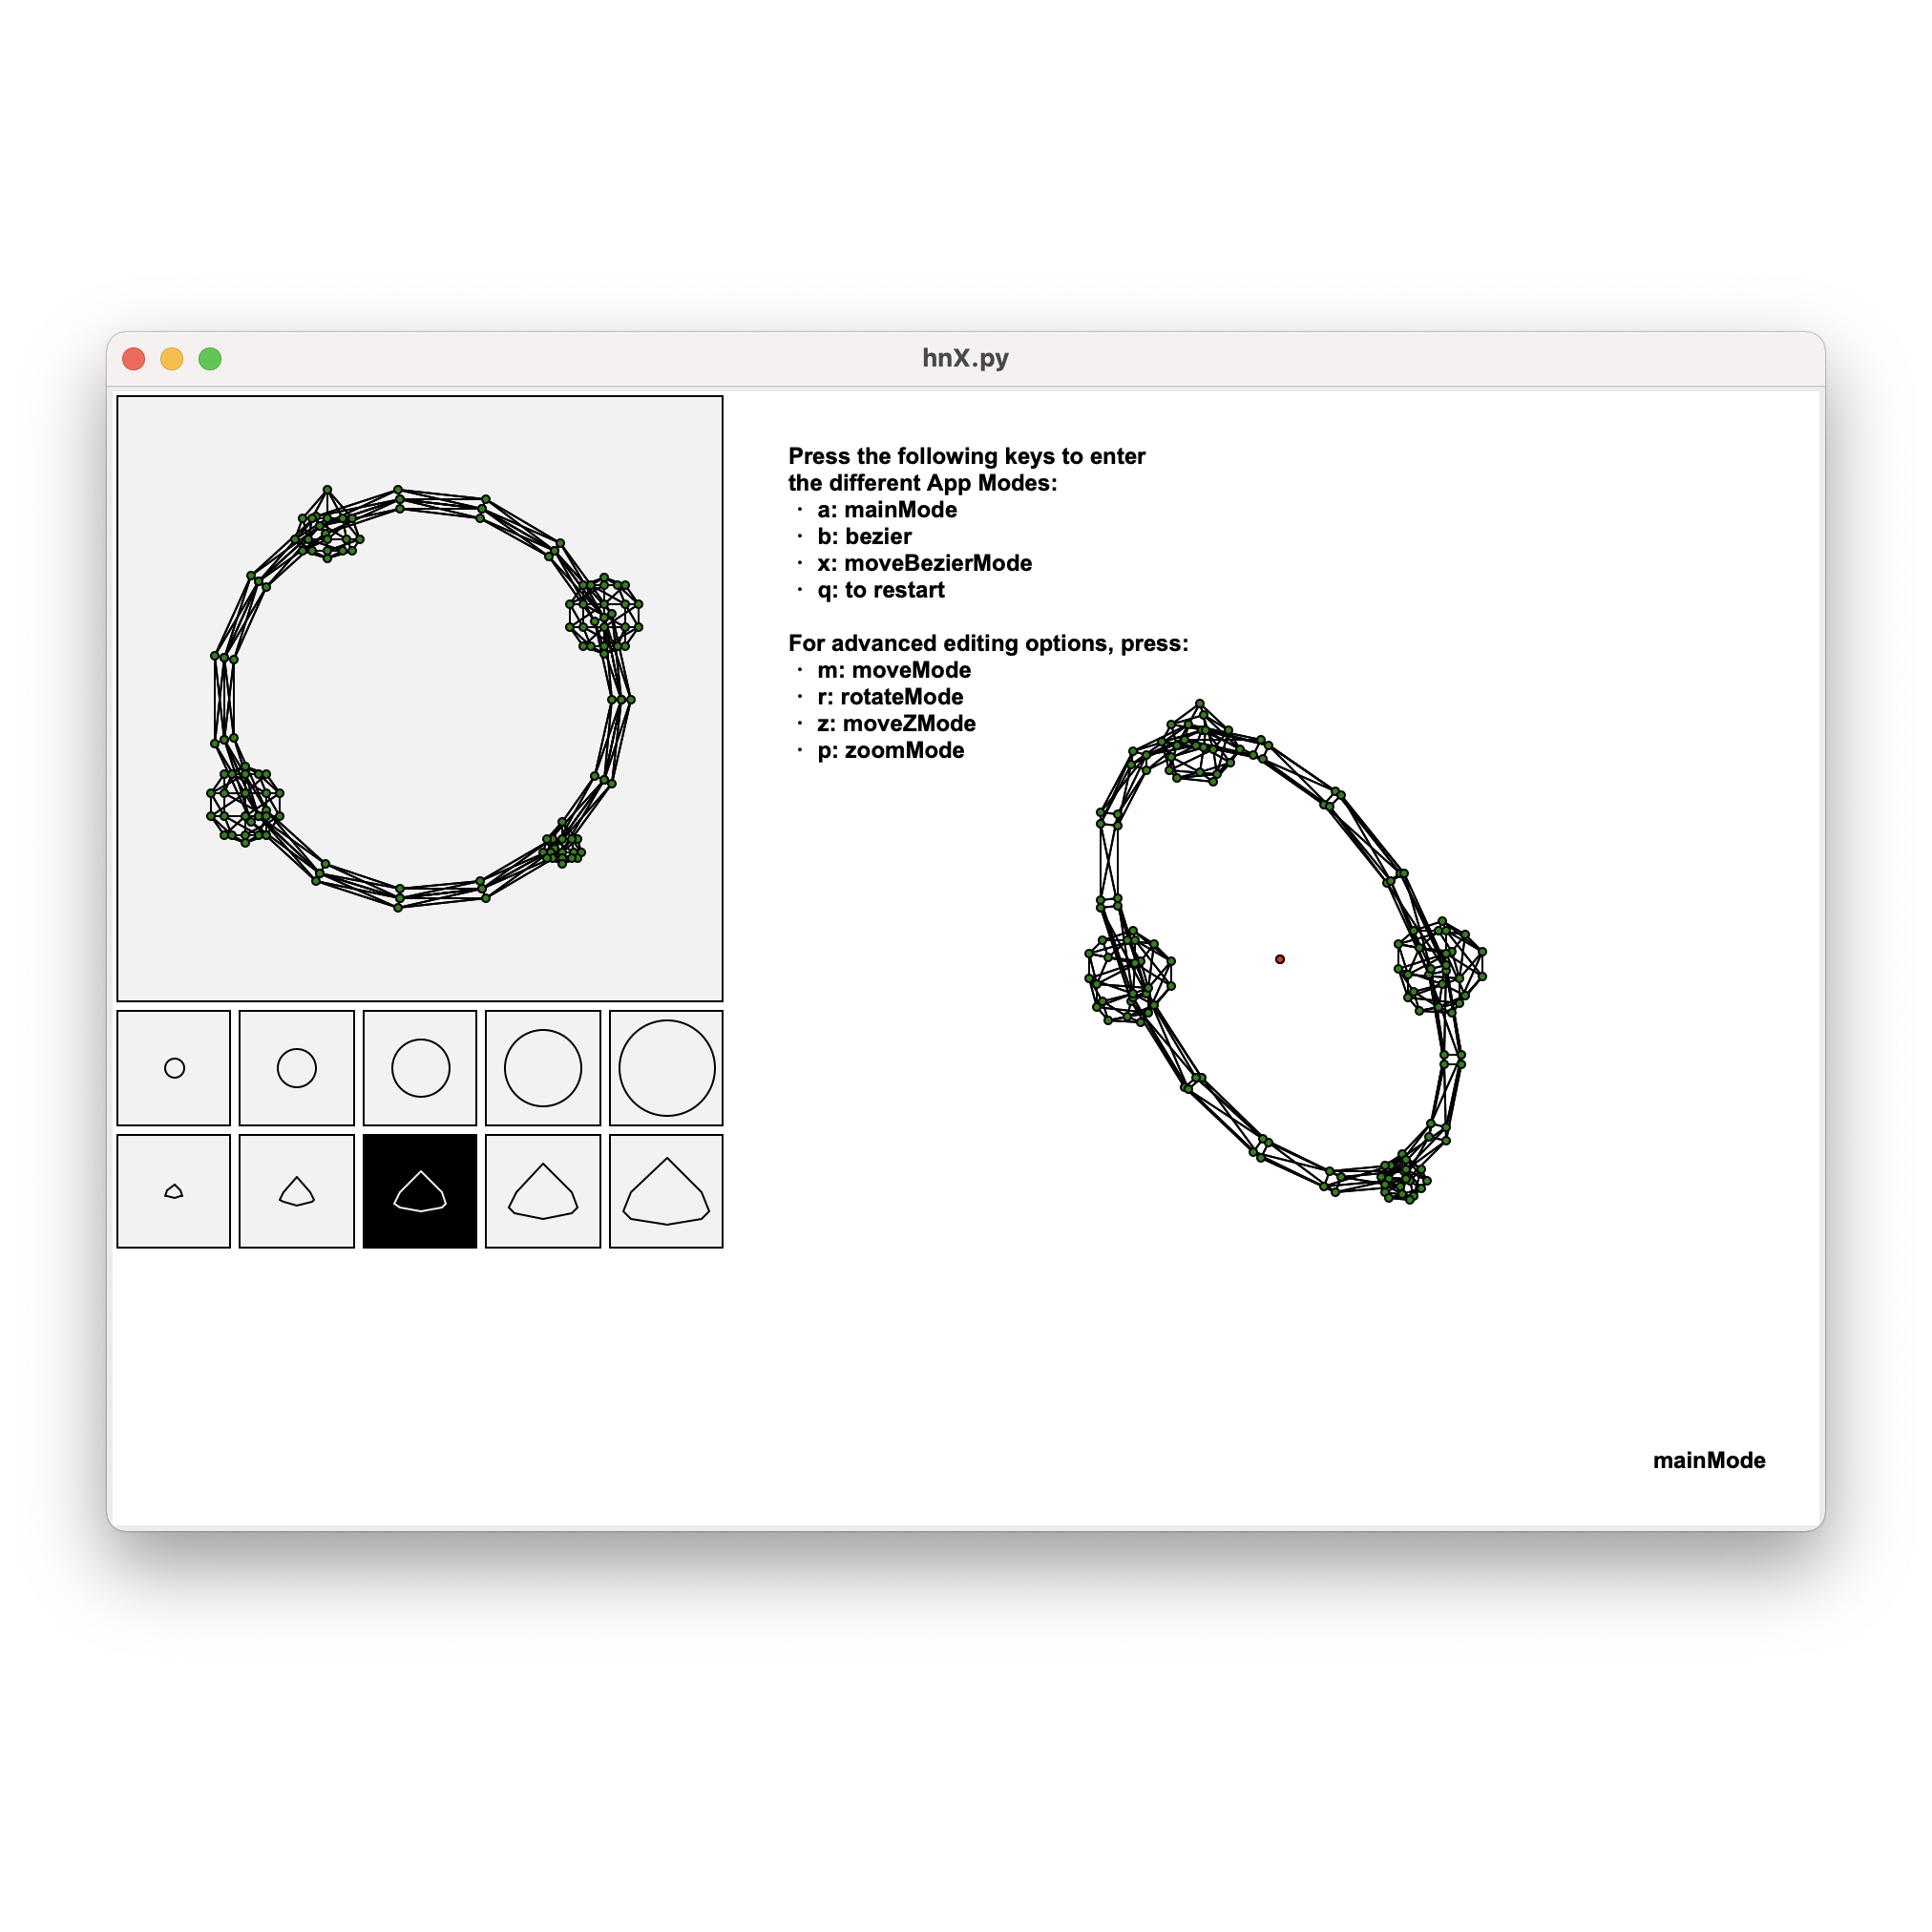 hnX.py
Press the following keys to enter
the different App Modes:
· a: mainMode
· b: bezier
· x: moveBezierMode
· q: to restart
For advanced editing options, press:
· m: moveMode
· r: rotateMode
· z: moveZMode
· p: zoomMode
mainMode